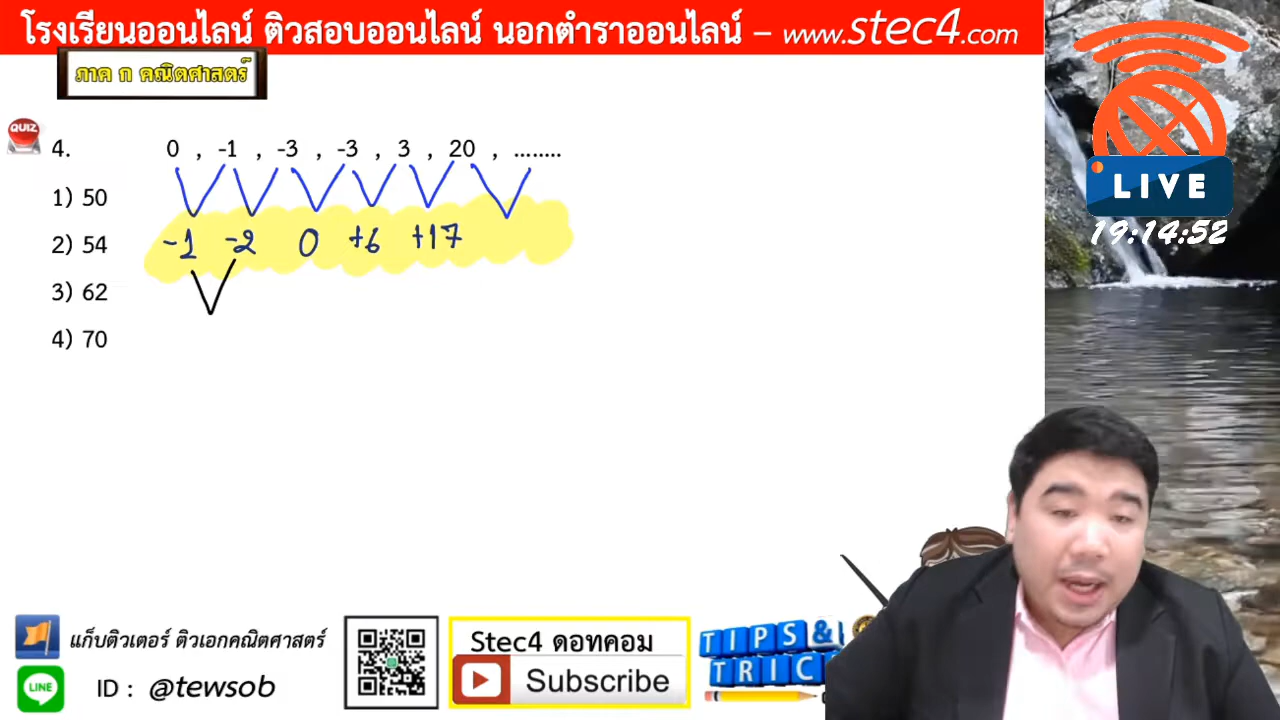 โรงเรียนออนไลน์ ติวสอบออนไลน์ นอกตำราออนไลน์ – www.stec4.com
ภาค ก คณิตศาสตร์
QUIZ
4. 0 , -1 , -3 , -3 , 3 , 20 , ........
1) 50
2) 54
3) 62
4) 70
-1 -2 0 +6 +17
LIVE
19:14:52
แก็บติวเตอร์ ติวเอกคณิตศาสตร์
LINE
ID : @tewsob
Stec4 ดอทคอม
Subscribe
TIPS &
TRIC